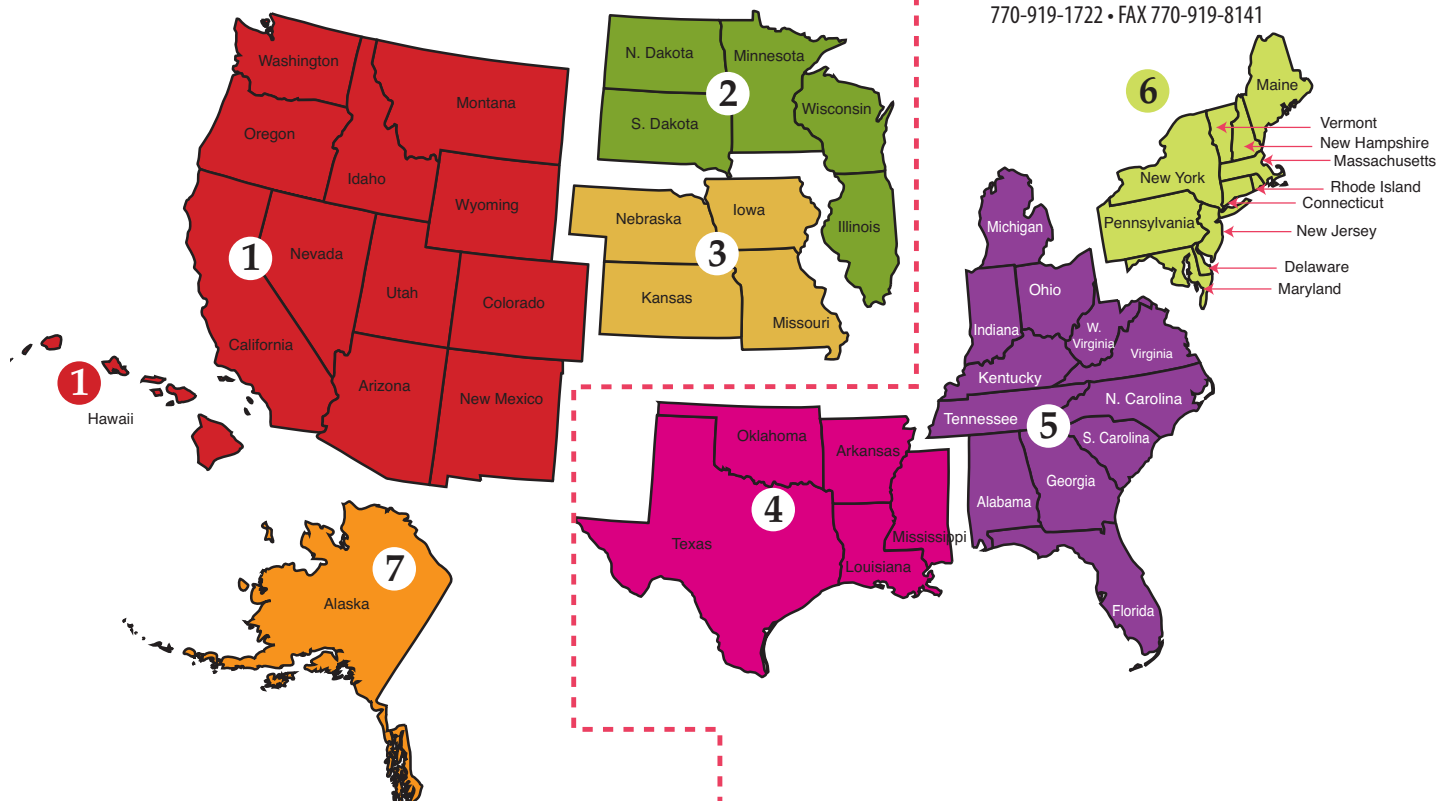 770-919-1722 • FAX 770-919-8141
Washington
Montana
Oregon
Idaho
Wyoming
1
Nevada
Utah
Colorado
California
Arizona
New Mexico
1
Hawaii
N. Dakota
Minnesota
2
S. Dakota
Wisconsin
Illinois
Nebraska
Iowa
3
Kansas
Missouri
6
Maine
Vermont
New Hampshire
Massachusetts
New York
Rhode Island
Connecticut
Pennsylvania
New Jersey
Delaware
Maryland
Michigan
Ohio
Indiana
W.
Virginia
Virginia
Kentucky
N. Carolina
Tennessee
5
S. Carolina
Georgia
Alabama
Florida
Oklahoma
Arkansas
4
Texas
Mississippi
Louisiana
7
Alaska